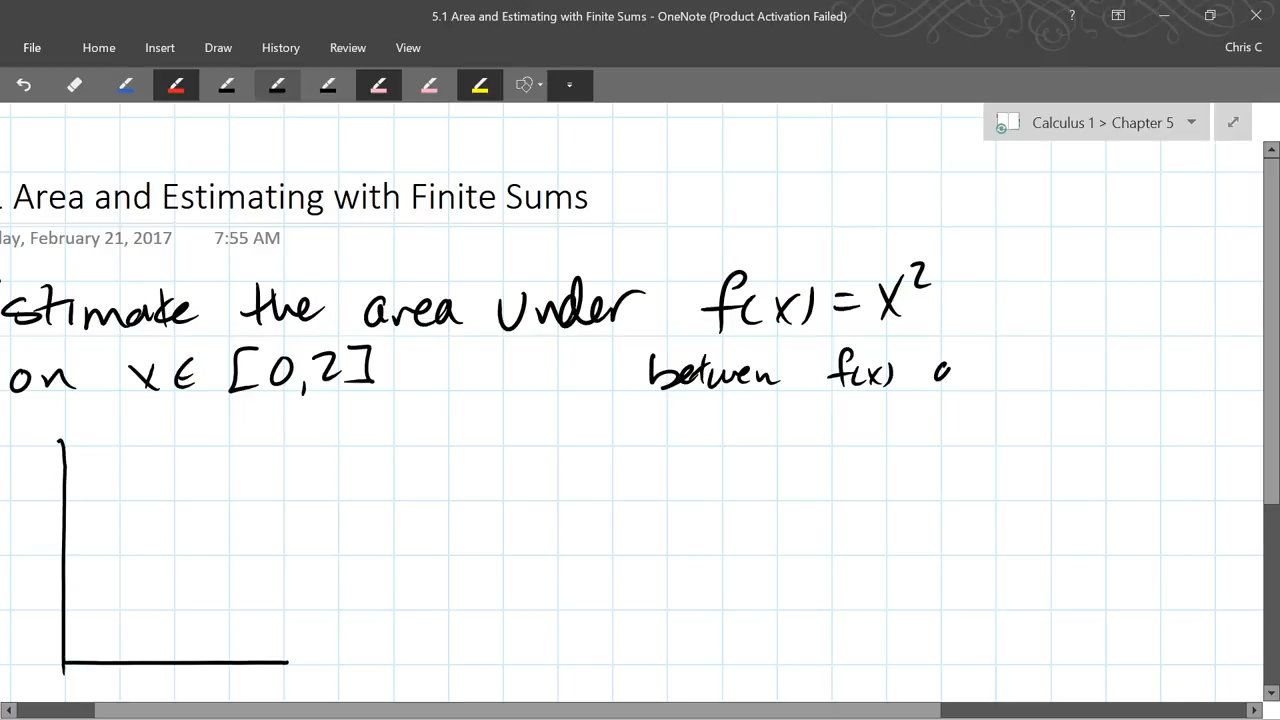 5.1 Area and Estimating with Finite Sums - OneNote (Product Activation Failed)
?
File Home Insert Draw History Review View
Chris C
Calculus 1 > Chapter 5
Area and Estimating with Finite Sums
ay, February 21, 2017 7:55 AM
stimate the area under f(x) = x²
on x ∈ [0,2]
betwen f(x) a